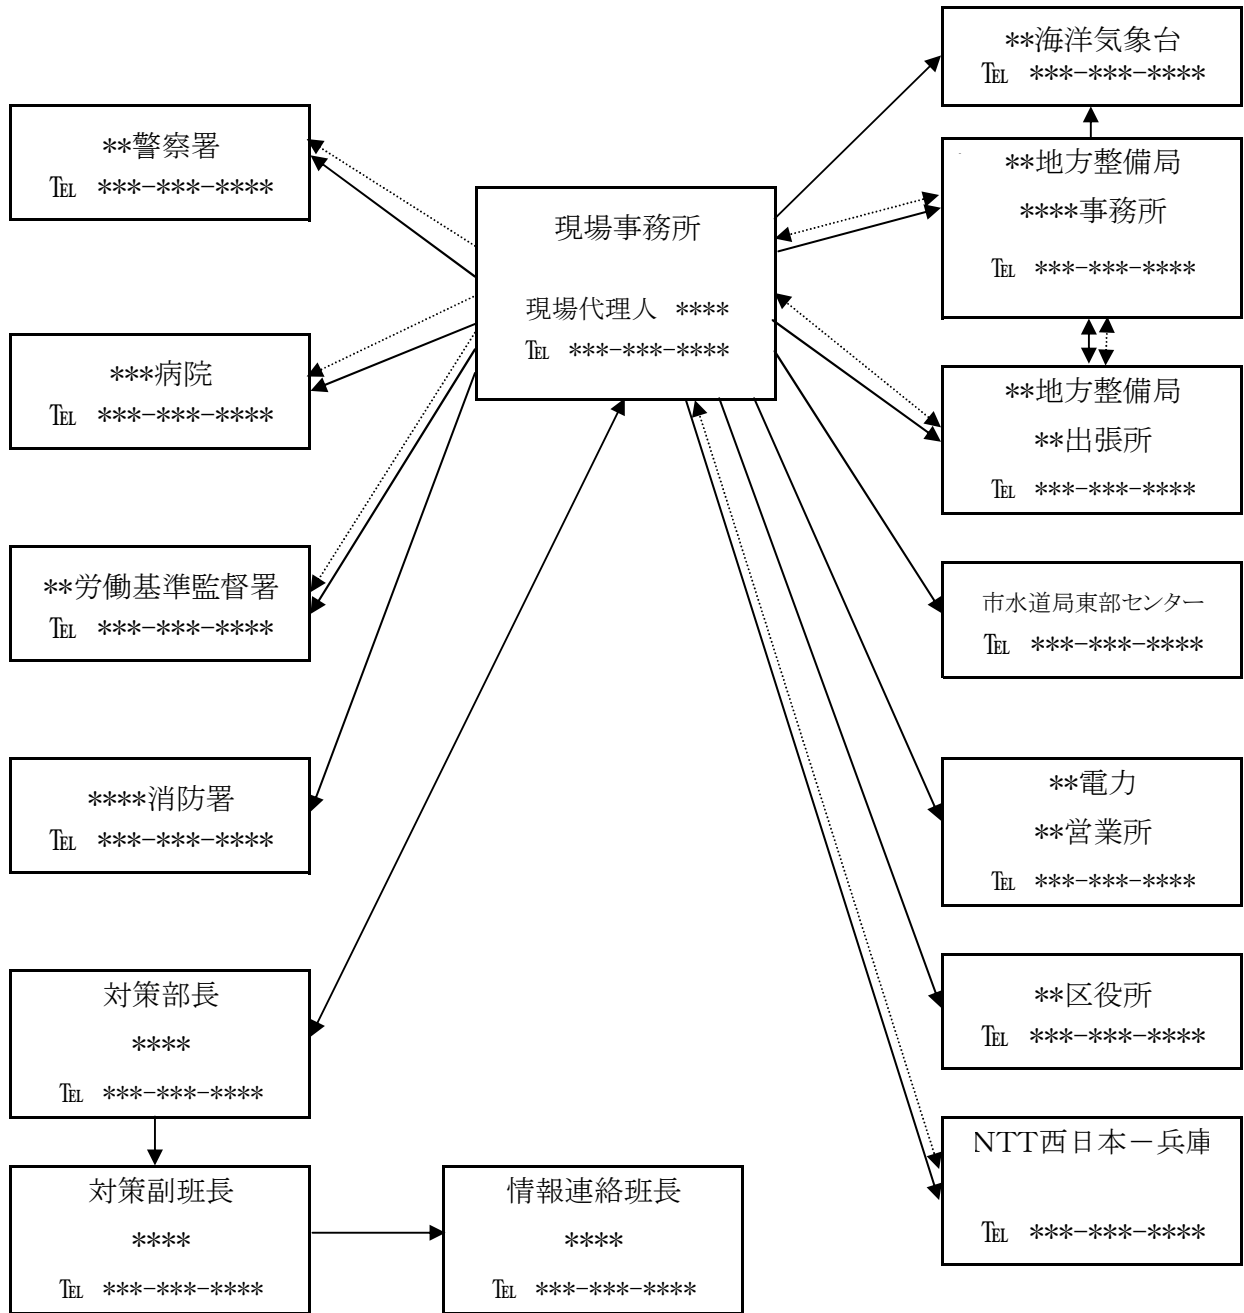 **海洋気象台
℡ ***-***-****
**警察署
℡ ***-***-****
**地方整備局
****事務所
℡ ***-***-****
現場事務所
現場代理人 ****
℡ ***-***-****
***病院
℡ ***-***-****
**地方整備局
**出張所
℡ ***-***-****
**労働基準監督署
℡ ***-***-****
市水道局東部センター
℡ ***-***-****
****消防署
℡ ***-***-****
**電力
**営業所
℡ ***-***-****
対策部長
****
℡ ***-***-****
**区役所
℡ ***-***-****
対策副班長
****
℡ ***-***-****
情報連絡班長
****
℡ ***-***-****
NTT西日本－兵庫
℡ ***-***-****